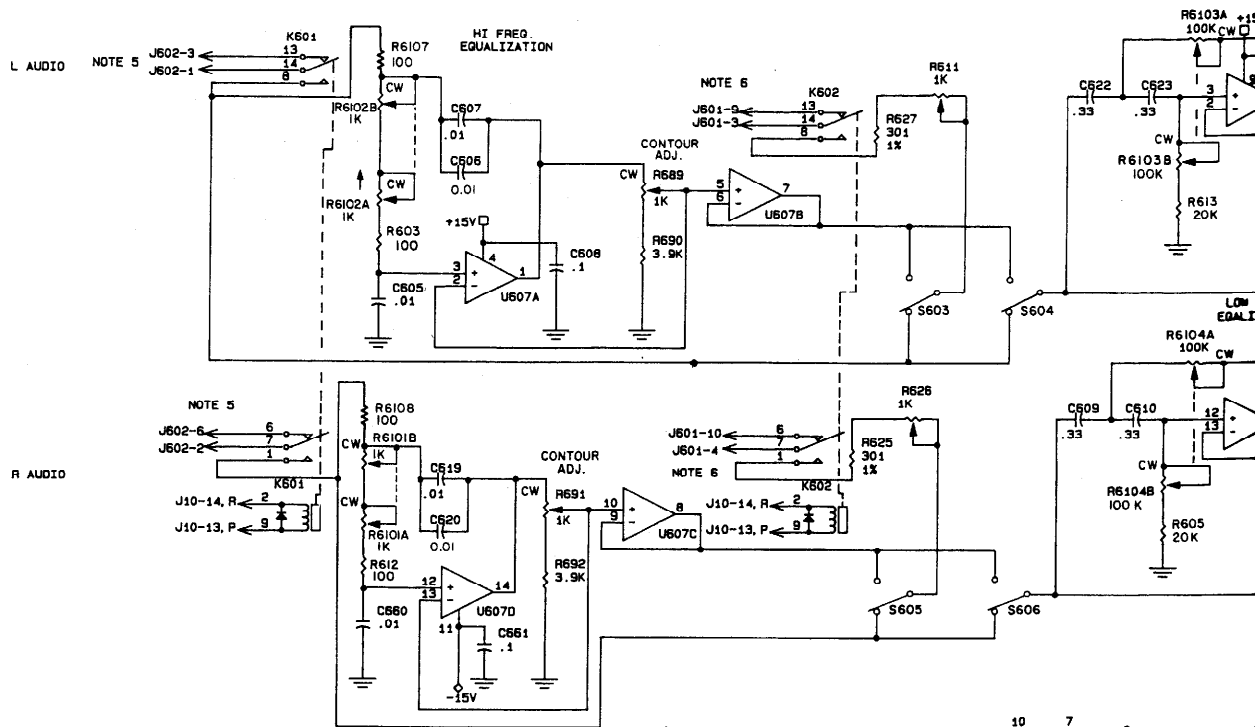 L AUDIO
NOTE 5
J602-3
J602-1
K601
13
14
8
R6107
100
HI FREQ.
EQUALIZATION
CW
R6102B
1K
CW
R6102A
1K
R603
100
C607
.01
C606
0.01
+15V
4
3
2
+
-
1
U607A
C605
.01
C608
.1
CONTOUR
ADJ.
CW
R689
1K
R690
3.9K
NOTE 6
J601-9
J601-3
K602
13
14
8
R627
301
1%
R611
1K
5
6
+
-
7
U607B
S603
S604
C622
.33
C623
.33
R6103A
100K
CW
+15
9
3
2
+
-
CW
R6103B
100K
R613
20K
LOW
EQALI
R AUDIO
NOTE 5
J602-6
J602-2
6
7
1
K601
J10-14, R
J10-13, P
2
9
R6108
100
CW
R6101B
1K
CW
R6101A
1K
R612
100
C619
.01
C620
0.01
12
13
+
-
14
U607D
11
C660
.01
C661
.1
-15V
CONTOUR
ADJ.
CW
R691
1K
R692
3.9K
10
9
+
-
8
U607C
J601-10
J601-4
NOTE 6
6
7
1
K602
J10-14, R
J10-13, P
2
9
R625
301
1%
R626
1K
S605
S606
C609
.33
C610
.33
R6104A
100K
CW
12
13
+
-
CW
R6104B
100 K
R605
20K
10
7